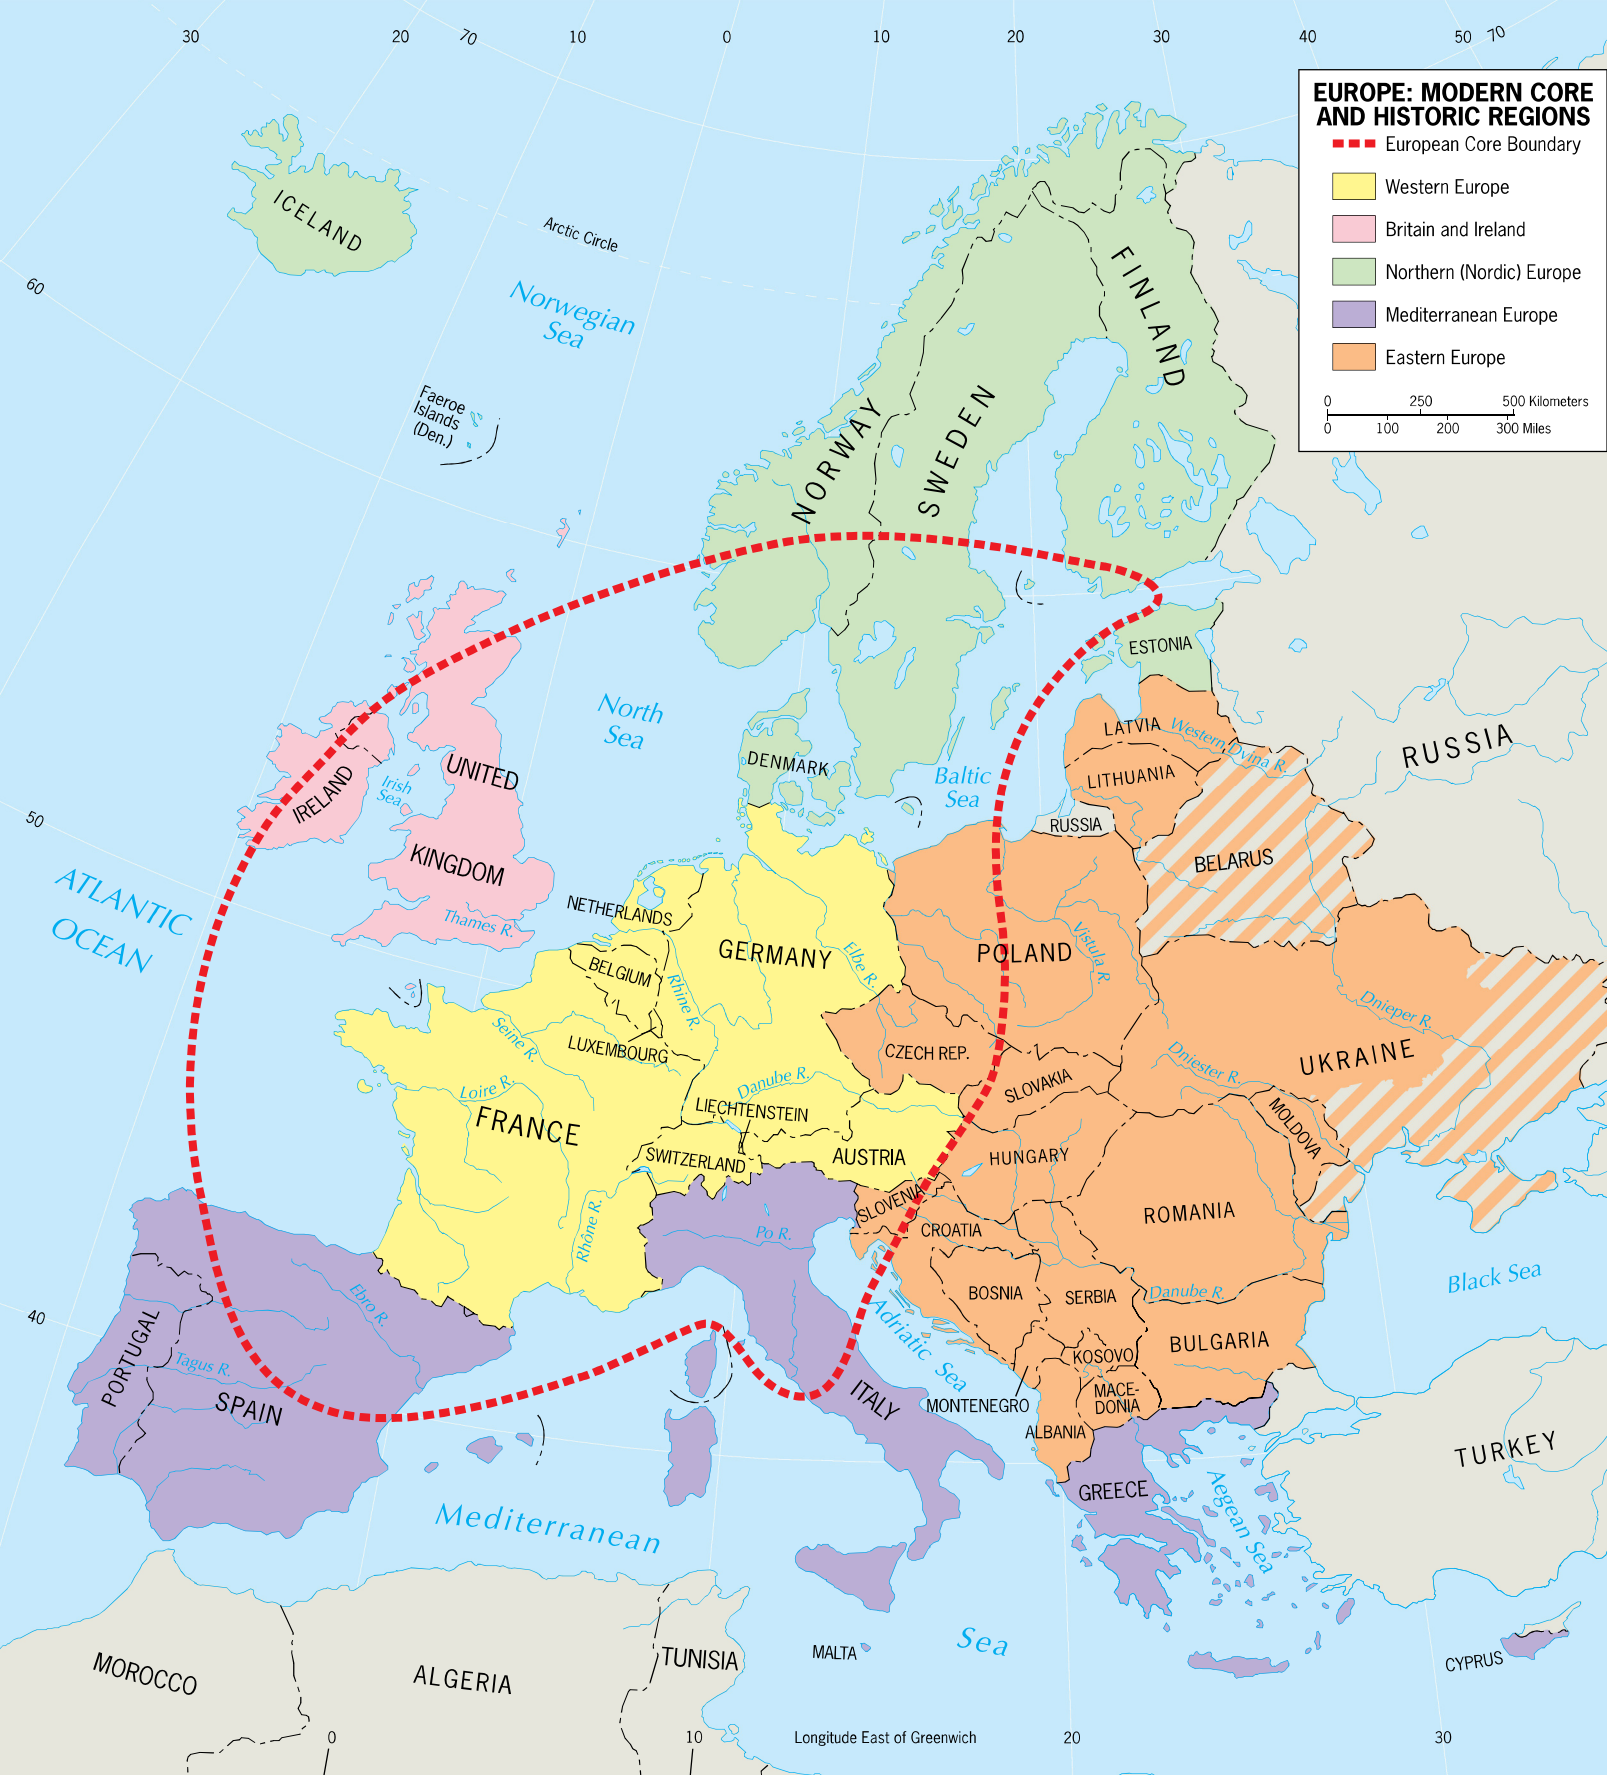 30
20
70
10
0
10
20
30
40
50
70
EUROPE: MODERN CORE
AND HISTORIC REGIONS
European Core Boundary
Western Europe
Britain and Ireland
Northern (Nordic) Europe
Mediterranean Europe
Eastern Europe
0
250
500 Kilometers
0
100
200
300 Miles
ICELAND
Arctic Circle
60
Norwegian
Sea
FINLAND
Faeroe
Islands
(Den.)
NORWAY
SWEDEN
ESTONIA
North
Sea
LATVIA
Western Dvina R.
RUSSIA
DENMARK
Baltic
Sea
LITHUANIA
UNITED
Irish
Sea
IRELAND
50
RUSSIA
KINGDOM
BELARUS
ATLANTIC
OCEAN
NETHERLANDS
Thames R.
GERMANY
Elbe R.
POLAND
Vistula R.
BELGIUM
Rhine R.
Dnieper R.
Seine R.
LUXEMBOURG
CZECH REP.
UKRAINE
Dniester R.
Loire R.
Danube R.
SLOVAKIA
LIECHTENSTEIN
FRANCE
MOLDOVA
SWITZERLAND
AUSTRIA
HUNGARY
SLOVENIA
ROMANIA
Rhône R.
Po R.
CROATIA
Black Sea
Ebro R.
BOSNIA
SERBIA
Danube R.
40
PORTUGAL
Adriatic Sea
BULGARIA
Tagus R.
KOSOVO
SPAIN
ITALY
MONTENEGRO
MACE-
DONIA
ALBANIA
TURKEY
GREECE
Aegean Sea
Mediterranean
Sea
MALTA
CYPRUS
MOROCCO
ALGERIA
TUNISIA
0
10
Longitude East of Greenwich
20
30